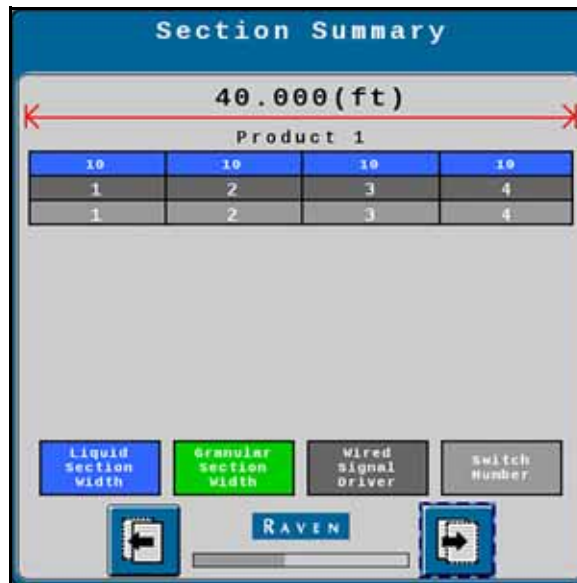 Section Summary
40.000(ft)
Product 1
10 10 10 10
1 2 3 4
1 2 3 4
Liquid Section Width
Granular Section Width
Wired Signal Driver
Switch Number
RAVEN